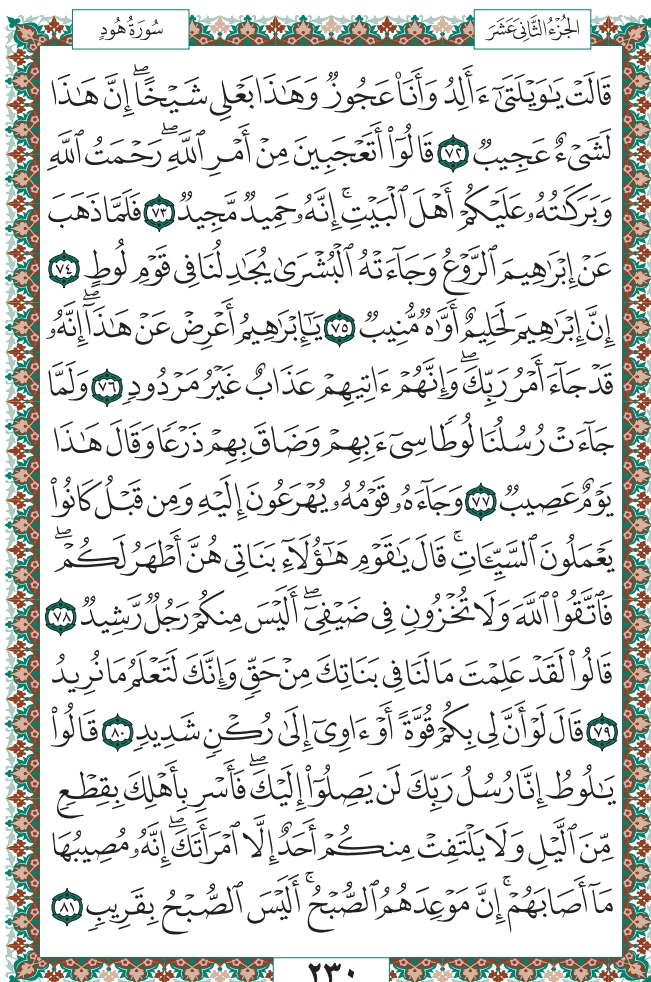 الجُزْءُ الثَّانِي عَشَرَ
سُورَةُ هُودٍ
قَالَتْ يَٰوَيْلَتَىٰٓ ءَأَلِدُ وَأَنَا۠ عَجُوزٌ وَهَٰذَا بَعْلِى شَيْخًاۖ إِنَّ هَٰذَا
لَشَىْءٌ عَجِيبٌ ٧٢ قَالُوٓا۟ أَتَعْجَبِينَ مِنْ أَمْرِ ٱللَّهِۖ رَحْمَتُ ٱللَّهِ
وَبَرَكَٰتُهُۥ عَلَيْكُمْ أَهْلَ ٱلْبَيْتِۚ إِنَّهُۥ حَمِيدٌ مَّجِيدٌ ٧٣ فَلَمَّا ذَهَبَ
عَنْ إِبْرَٰهِيمَ ٱلرَّوْعُ وَجَآءَتْهُ ٱلْبُشْرَىٰ يُجَٰدِلُنَا فِى قَوْمِ لُوطٍ ٧٤
إِنَّ إِبْرَٰهِيمَ لَحَلِيمٌ أَوَّٰهٌ مُّنِيبٌ ٧٥ يَٰٓإِبْرَٰهِيمُ أَعْرِضْ عَنْ هَٰذَآۖ إِنَّهُۥ
قَدْ جَآءَ أَمْرُ رَبِّكَۖ وَإِنَّهُمْ ءَاتِيهِمْ عَذَابٌ غَيْرُ مَرْدُودٍ ٧٦ وَلَمَّا
جَآءَتْ رُسُلُنَا لُوطًا سِىٓءَ بِهِمْ وَضَاقَ بِهِمْ ذَرْعًا وَقَالَ هَٰذَا
يَوْمٌ عَصِيبٌ ٧٧ وَجَآءَهُۥ قَوْمُهُۥ يُهْرَعُونَ إِلَيْهِ وَمِن قَبْلُ كَانُوا۟
يَعْمَلُونَ ٱلسَّيِّـَٔاتِۚ قَالَ يَٰقَوْمِ هَٰٓؤُلَآءِ بَنَاتِى هُنَّ أَطْهَرُ لَكُمْۖ
فَٱتَّقُوا۟ ٱللَّهَ وَلَا تُخْزُونِ فِى ضَيْفِىٓۖ أَلَيْسَ مِنكُمْ رَجُلٌ رَّشِيدٌ ٧٨
قَالُوا۟ لَقَدْ عَلِمْتَ مَا لَنَا فِى بَنَاتِكَ مِنْ حَقٍّ وَإِنَّكَ لَتَعْلَمُ مَا نُرِيدُ
٧٩ قَالَ لَوْ أَنَّ لِى بِكُمْ قُوَّةً أَوْ ءَاوِىٓ إِلَىٰ رُكْنٍ شَدِيدٍ ٨٠ قَالُوا۟
يَٰلُوطُ إِنَّا رُسُلُ رَبِّكَ لَن يَصِلُوٓا۟ إِلَيْكَۖ فَأَسْرِ بِأَهْلِكَ بِقِطْعٍ
مِّنَ ٱلَّيْلِ وَلَا يَلْتَفِتْ مِنكُمْ أَحَدٌ إِلَّا ٱمْرَأَتَكَۖ إِنَّهُۥ مُصِيبُهَا
مَآ أَصَابَهُمْۚ إِنَّ مَوْعِدَهُمُ ٱلصُّبْحُۚ أَلَيْسَ ٱلصُّبْحُ بِقَرِيبٍ ٨١
٢٣٠